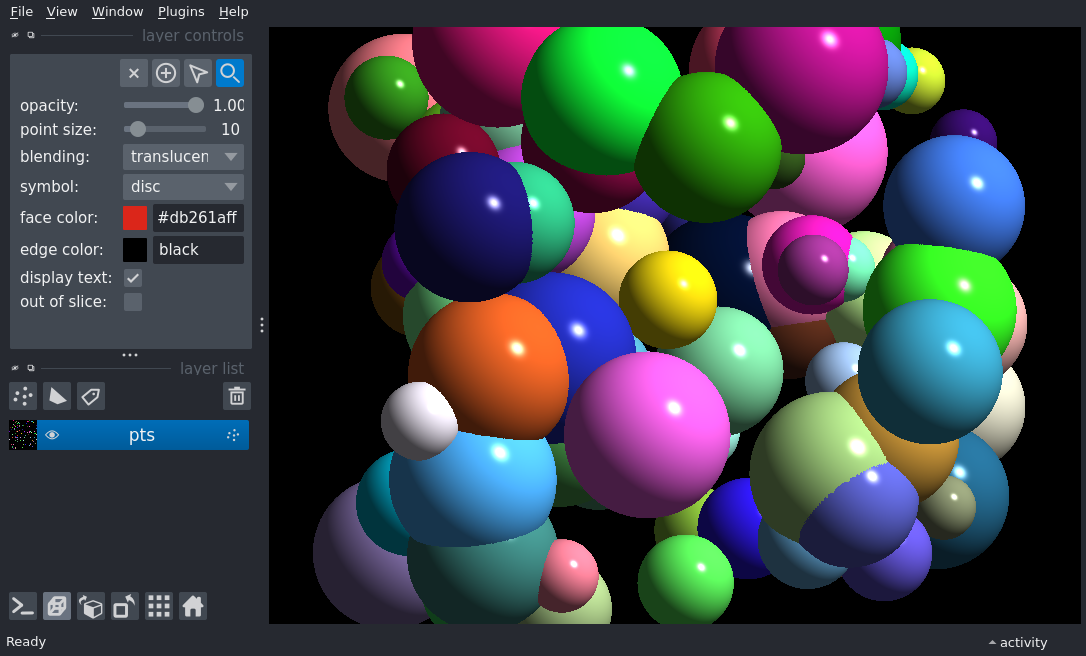 File View Window Plugins Help
layer controls
opacity: 1.00
point size: 10
blending: translucen
symbol: disc
face color: #db261aff
edge color: black
display text:
out of slice:
layer list
pts
Ready
activity